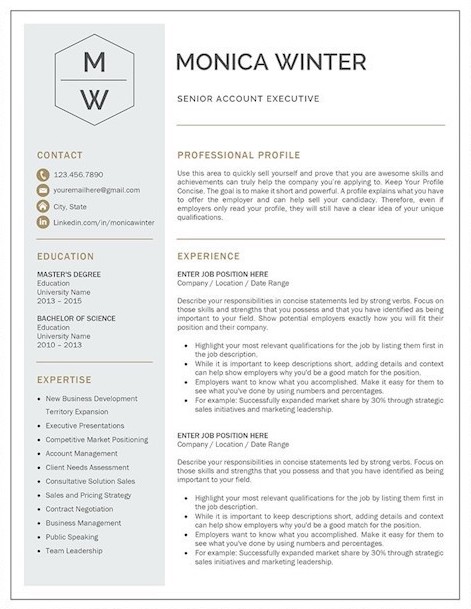 M
W
MONICA WINTER
SENIOR ACCOUNT EXECUTIVE
CONTACT
123.456.7890
youremailhere@gmail.com
City, State
Linkedin.com/in/monicawinter
EDUCATION
MASTER'S DEGREE
Education
University Name
2013 – 2015
BACHELOR OF SCIENCE
Education
University Name
2010 – 2013
EXPERTISE
• New Business Development
Territory Expansion
• Executive Presentations
• Competitive Market Positioning
• Account Management
• Client Needs Assessment
• Consultative Solution Sales
• Sales and Pricing Strategy
• Contract Negotiation
• Business Management
• Public Speaking
• Team Leadership
PROFESSIONAL PROFILE
Use this area to quickly sell yourself and prove that you are awesome skills and
achievements can truly help the company you're applying to. Keep Your Profile
Concise. The goal is to make it short and powerful. A profile explains what you have
to offer the employer and can help sell your candidacy. Therefore, even if
employers only read your profile, they will still have a clear idea of your unique
qualifications.
EXPERIENCE
ENTER JOB POSITION HERE
Company / Location / Date Range
Describe your responsibilities in concise statements led by strong verbs. Focus on
those skills and strengths that you possess and that you have identified as being
important to your field. Show potential employers exactly how you will fit their
position and their company.
• Highlight your most relevant qualifications for the job by listing them first in
the job description.
• It is important to keep descriptions short, adding details and context
can help show employers why you'd be a good match for the position.
• Employers want to know what you accomplished. Make it easy for them to
see what you've done by using numbers and percentages.
• For example: Successfully expanded market share by 30% through strategic
sales initiatives and marketing leadership.
ENTER JOB POSITION HERE
Company / Location / Date Range
Describe your responsibilities in concise statements led by strong verbs. Focus on
those skills and strengths that you possess and that you have identified as being
important to your field.
• Highlight your most relevant qualifications for the job by listing them first in
the job description.
• It is important to keep descriptions short, adding details and context
can help show employers why you'd be a good match for the position.
• Employers want to know what you accomplished. Make it easy for them to
see what you've done by using numbers and percentages.
• For example: Successfully expanded market share by 30% through strategic
sales initiatives and marketing leadership.